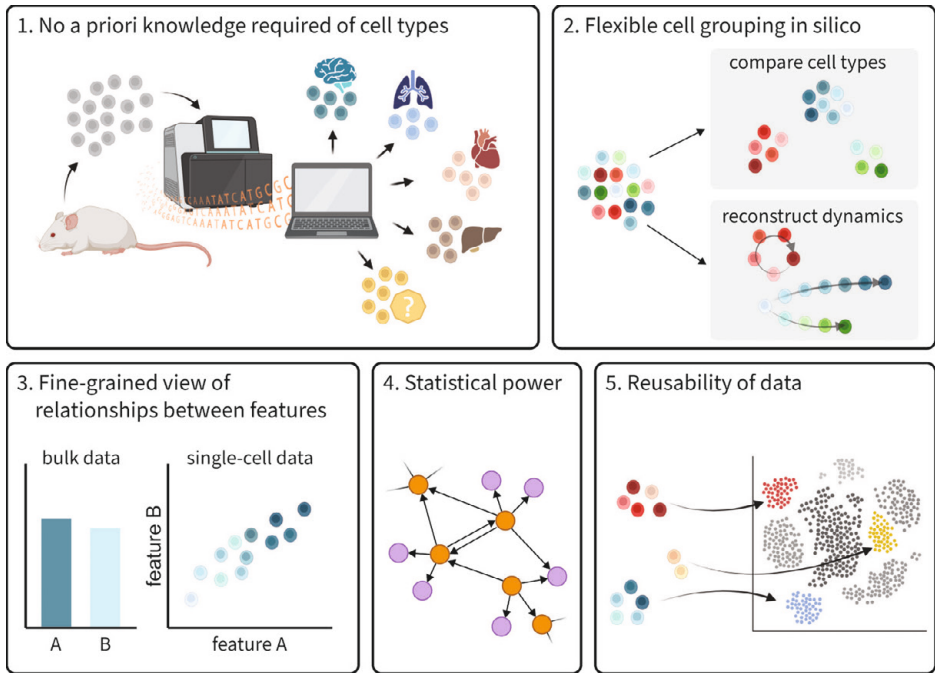 1. No a priori knowledge required of cell types
?
2. Flexible cell grouping in silico
compare cell types
reconstruct dynamics
3. Fine-grained view of
relationships between features
bulk data
A B
single-cell data
feature B
feature A
4. Statistical power
5. Reusability of data